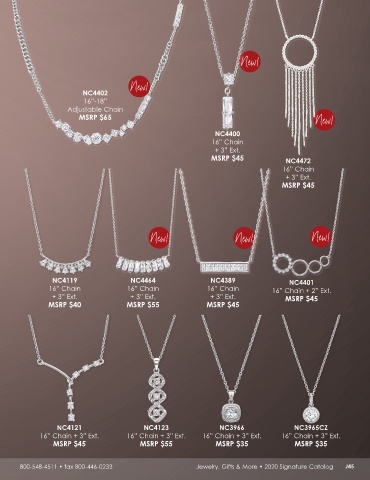 New!
NC4402
16"-18"
Adjustable Chain
MSRP $65
New!
NC4400
16" Chain
+ 3" Ext.
MSRP $45
New!
NC4472
16" Chain
+ 3" Ext.
MSRP $45
NC4119
16" Chain
+ 3" Ext.
MSRP $40
New!
NC4464
16" Chain
+ 3" Ext.
MSRP $55
New!
NC4389
16" Chain
+ 3" Ext.
MSRP $45
New!
NC4401
16" Chain + 2" Ext.
MSRP $45
NC4121
16" Chain + 3" Ext.
MSRP $45
NC4123
16" Chain + 3" Ext.
MSRP $55
NC3966
16" Chain + 3" Ext.
MSRP $35
NC3965CZ
16" Chain + 3" Ext.
MSRP $35
800-548-4511 • fax 800-446-0233 Jewelry, Gifts & More • 2020 Signature Catalog J45